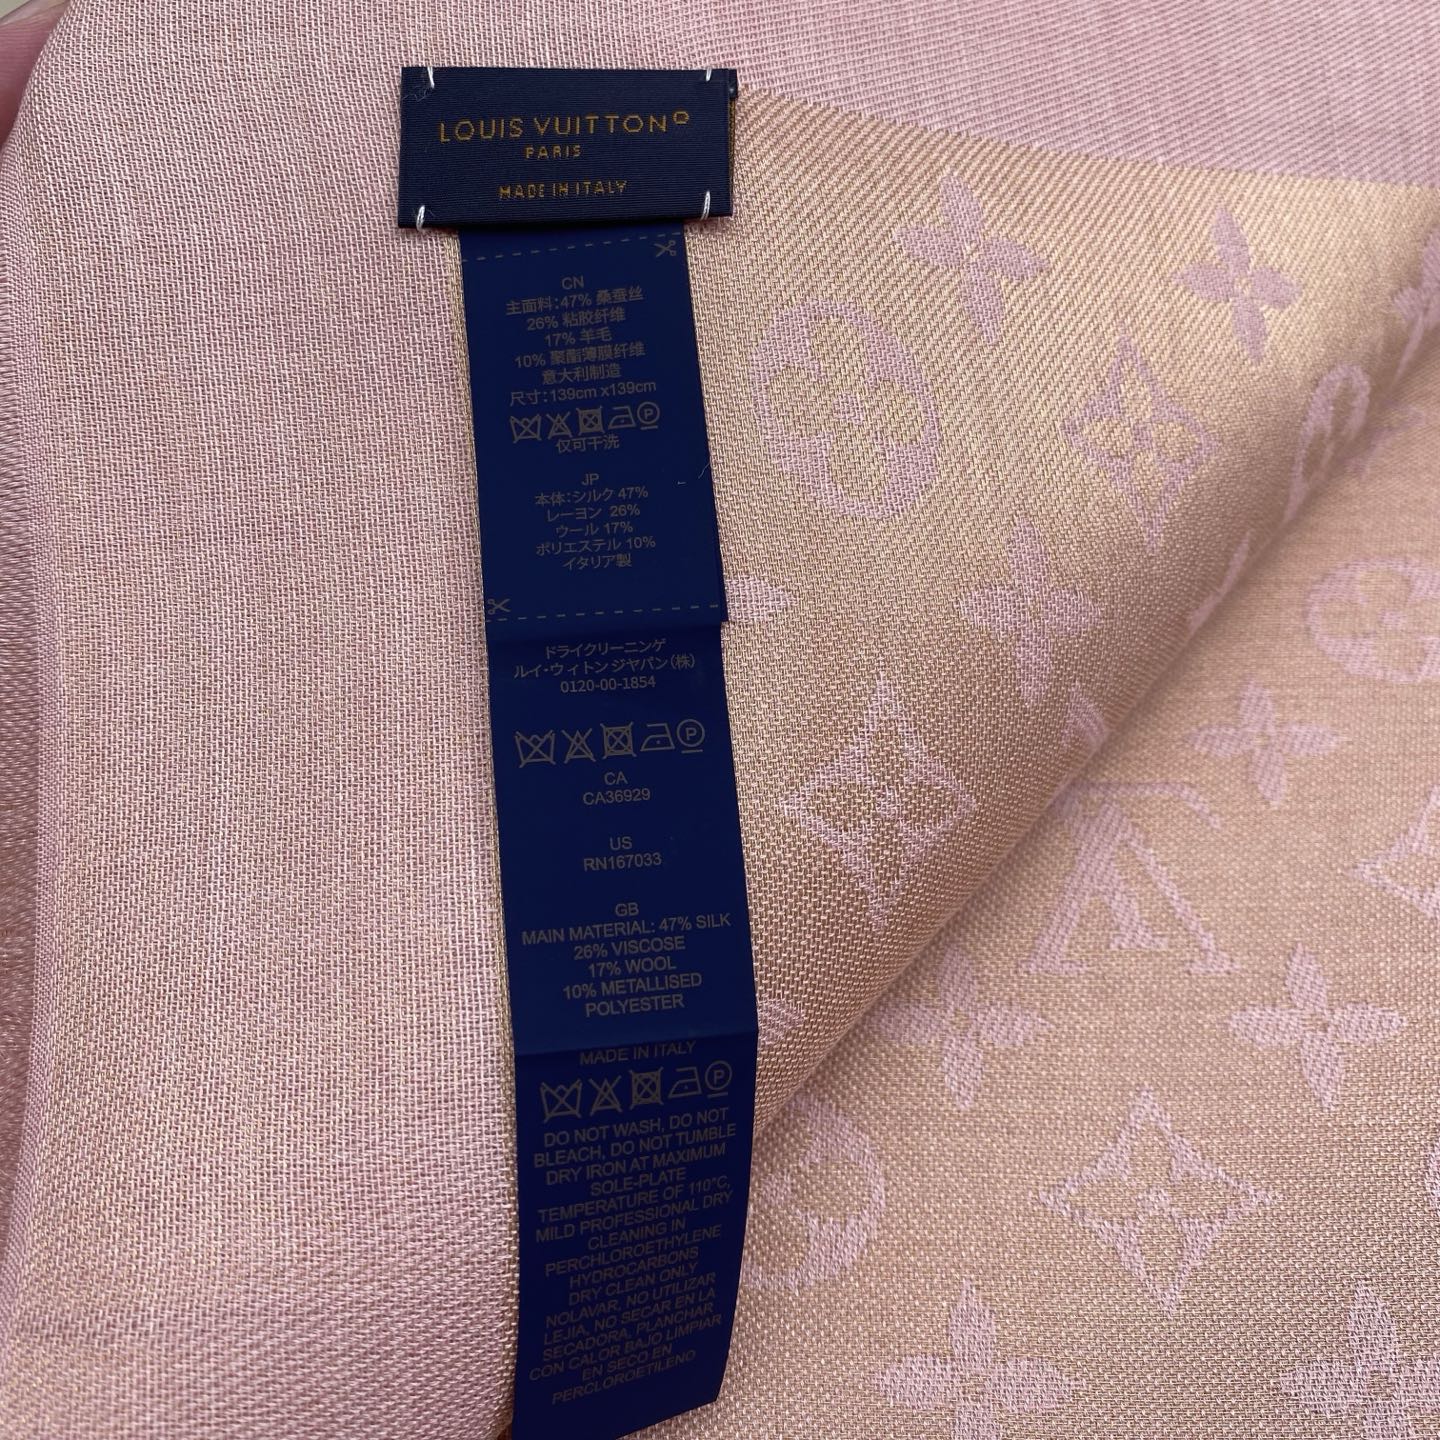 LOUIS VUITTON
PARIS
MADE IN ITALY
CN
主面料:47% 桑蚕丝
26% 粘胶纤维
17% 羊毛
10% 聚酯薄膜纤维
意大利制造
尺寸:139cm x139cm
P
仅可干洗
JP
本体:シルク 47%
レーヨン 26%
ウール 17%
ポリエステル 10%
イタリア製
ドライクリーニング
ルイ・ウィトン ジヤパン(株)
0120-00-1854
P
CA
CA36929
US
RN167033
GB
MAIN MATERIAL: 47% SILK
26% VISCOSE
17% WOOL
10% METALLISED
POLYESTER
MADE IN ITALY
P
DO NOT WASH, DO NOT
BLEACH, DO NOT TUMBLE
DRY IRON AT MAXIMUM
SOLE-PLATE
TEMPERATURE OF 110°C,
MILD PROFESSIONAL DRY
CLEANING IN
PERCHLOROETHYLENE
HYDROCARBONS
DRY CLEAN ONLY
NOLAVAR, NO UTILIZAR
LEJIA, NO SECAR EN LA
SECADORA, PLANCHAR
CON CALOR BAJO LIMPIAR
EN SECO EN
PERCLOROETILENO